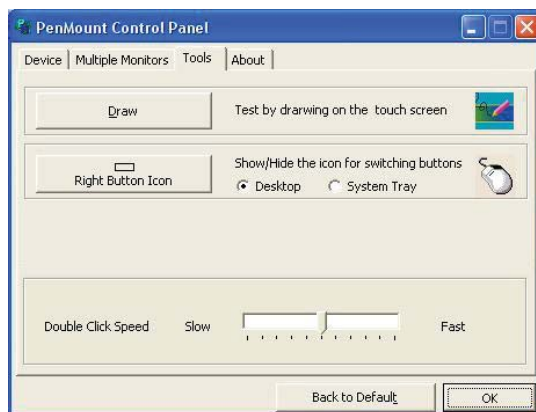 PenMount Control Panel
Device Multiple Monitors Tools About
Draw Test by drarwing on the touch screen
Show/Hide the icon for switching buttons
Right Button Icon Desktop System Tray
Double Click Speed Slow Fast
Back to Default OK